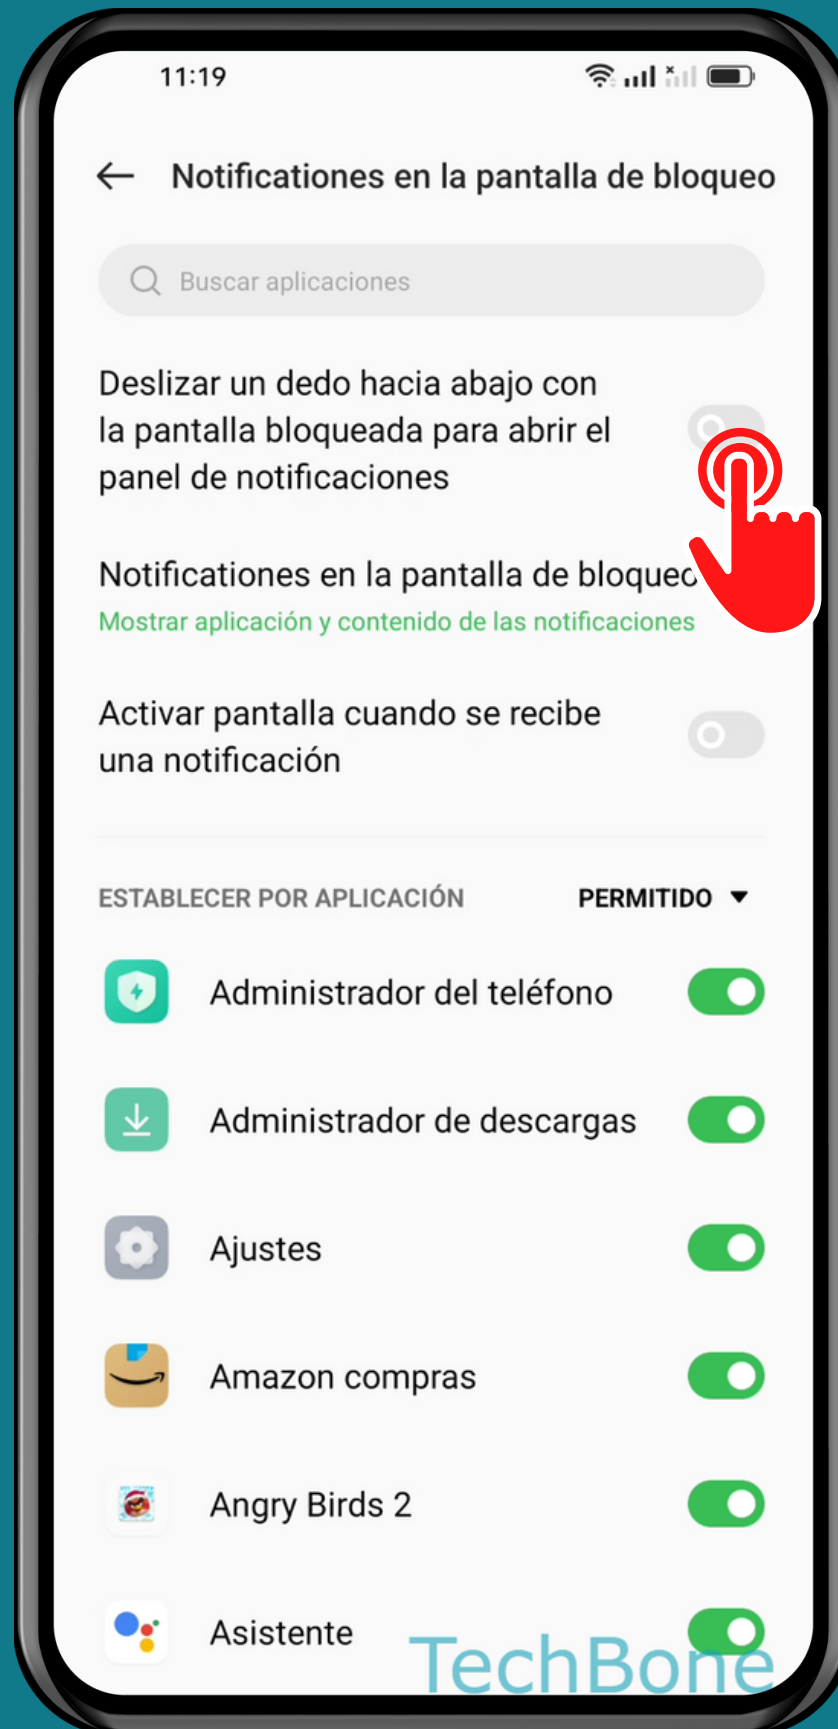 11:19
Notificationes en la pantalla de bloqueo
Buscar aplicaciones
Deslizar un dedo hacia abajo con
la pantalla bloqueada para abrir el
panel de notificaciones
Notificationes en la pantalla de bloqueo
Mostrar aplicación y contenido de las notificaciones
Activar pantalla cuando se recibe
una notificación
ESTABLECER POR APLICACIÓN PERMITIDO
Administrador del teléfono
Administrador de descargas
Ajustes
Amazon compras
Angry Birds 2
Asistente
TechBone